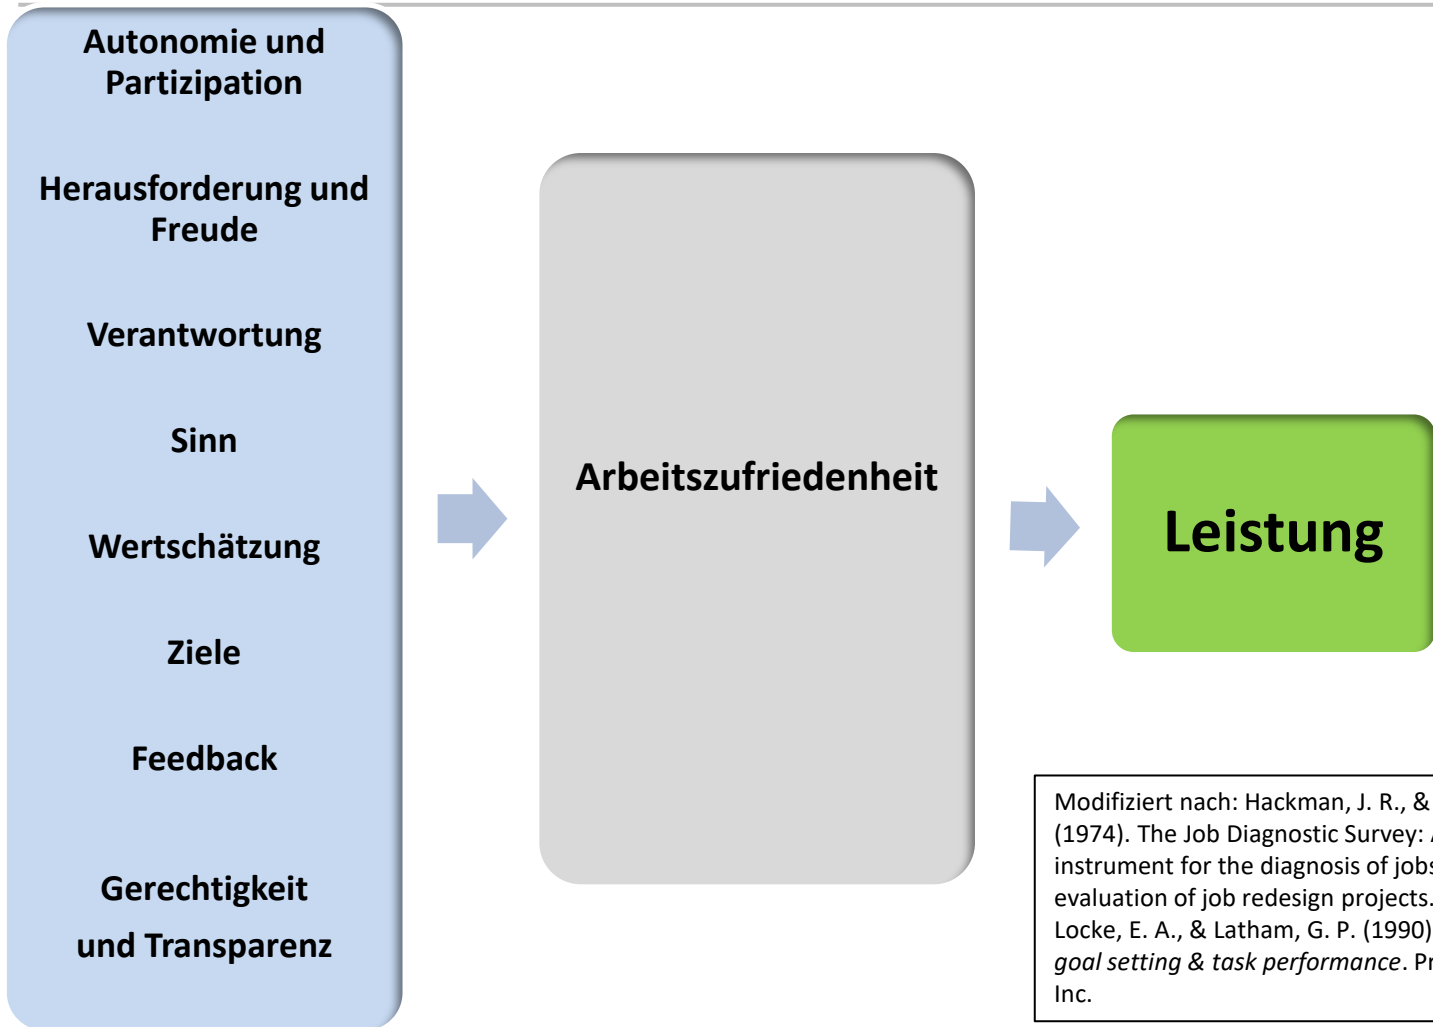 Autonomie und
Partizipation
Herausforderung und
Freude
Verantwortung
Sinn
Wertschätzung
Ziele
Feedback
Gerechtigkeit
und Transparenz
Arbeitszufriedenheit
Leistung
Modifiziert nach: Hackman, J. R., &
(1974). The Job Diagnostic Survey:
instrument for the diagnosis of jobs
evaluation of job redesign projects.
Locke, E. A., & Latham, G. P. (1990)
goal setting & task performance. Pr
Inc.